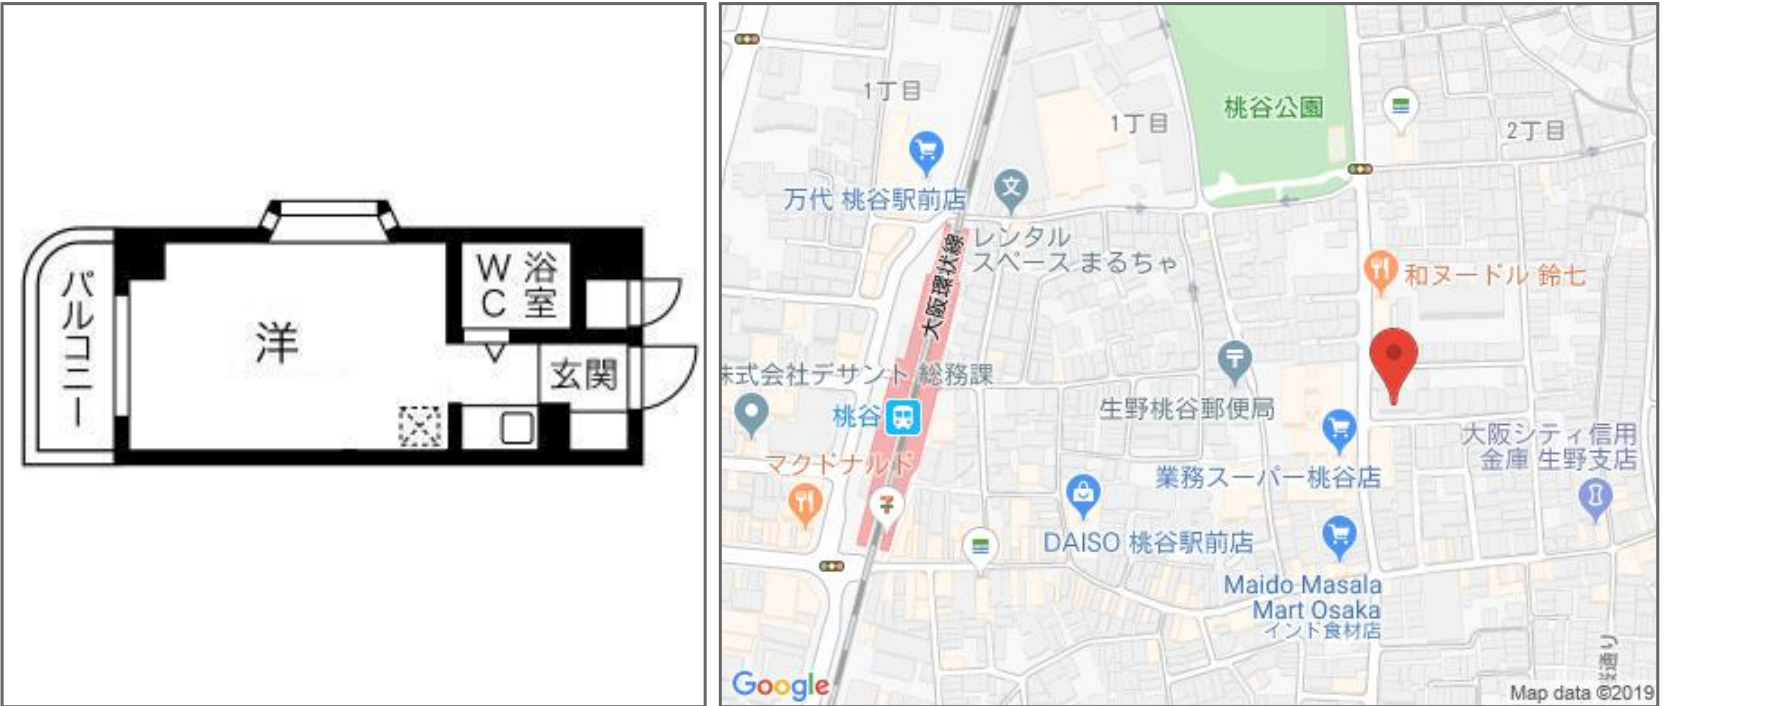 バルコニー
洋
WC
浴室
玄関
1丁目
1丁目
桃谷公園
2丁目
万代 桃谷駅前店
文
レンタル
スペース まるちゃ
大阪環状線
和ヌードル 鈴七
株式会社デサント 総務課
桃谷
生野桃谷郵便局
マクドナルド
業務スーパー桃谷店
大阪シティ信用
金庫 生野支店
DAISO 桃谷駅前店
Maido Masala
Mart Osaka
インド食材店
Google
Map data ©2019